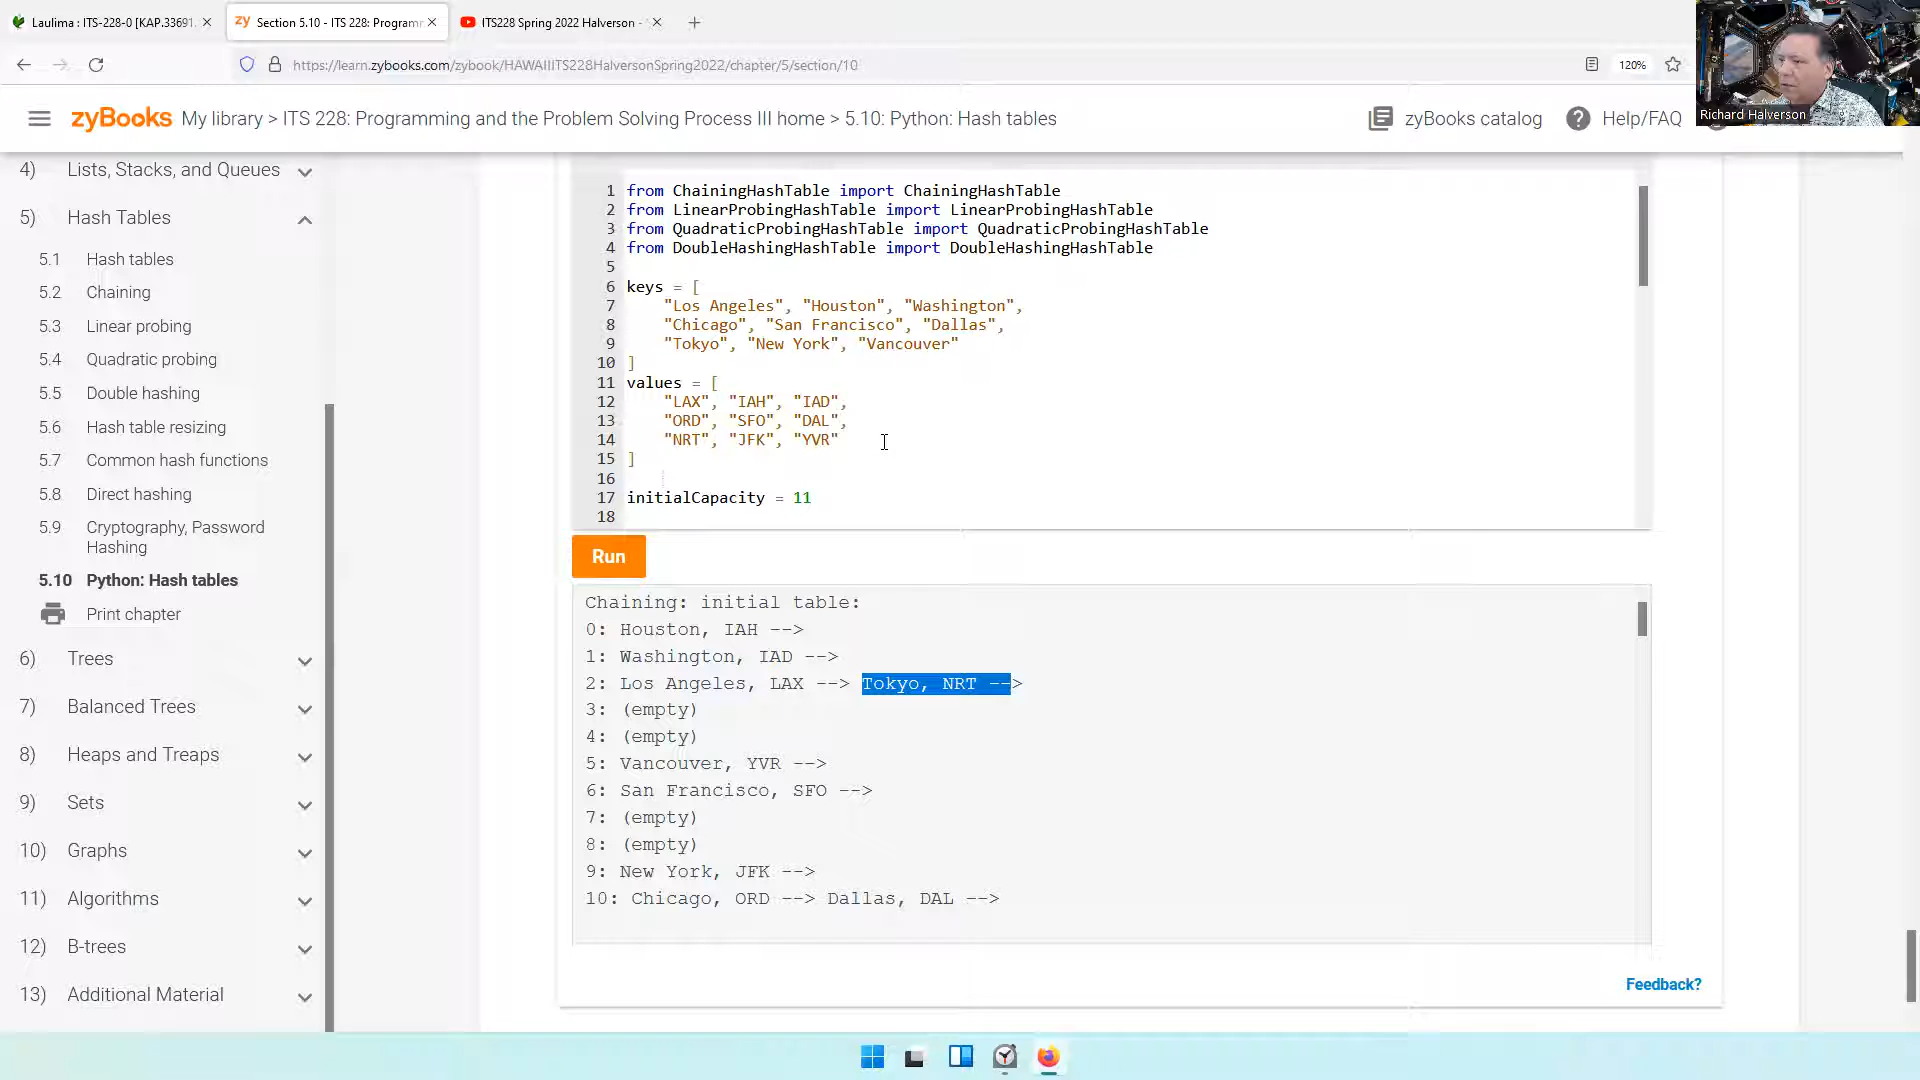 Laulima : ITS-228-0 [KAP.33691.
zy Section 5.10 - ITS 228: Programm
ITS228 Spring 2022 Halverson -
https://learn.zybooks.com/zybook/HAWAIIITS228HalversonSpring2022/chapter/5/section/10
120%
Richard Halverson
zyBooks My library > ITS 228: Programming and the Problem Solving Process III home > 5.10: Python: Hash tables
zyBooks catalog
? Help/FAQ
4) Lists, Stacks, and Queues
5) Hash Tables
5.1 Hash tables
5.2 Chaining
5.3 Linear probing
5.4 Quadratic probing
5.5 Double hashing
5.6 Hash table resizing
5.7 Common hash functions
5.8 Direct hashing
5.9 Cryptography, Password
Hashing
5.10 Python: Hash tables
Print chapter
6) Trees
7) Balanced Trees
8) Heaps and Treaps
9) Sets
10) Graphs
11) Algorithms
12) B-trees
13) Additional Material
1 from ChainingHashTable import ChainingHashTable
2 from LinearProbingHashTable import LinearProbingHashTable
3 from QuadraticProbingHashTable import QuadraticProbingHashTable
4 from DoubleHashingHashTable import DoubleHashingHashTable
5
6 keys = [
7 "Los Angeles", "Houston", "Washington",
8 "Chicago", "San Francisco", "Dallas",
9 "Tokyo", "New York", "Vancouver"
10 ]
11 values = [
12 "LAX", "IAH", "IAD",
13 "ORD", "SFO", "DAL",
14 "NRT", "JFK", "YVR"
15 ]
16
17 initialCapacity = 11
18
Run
Chaining: initial table:
0: Houston, IAH -->
1: Washington, IAD -->
2: Los Angeles, LAX --> Tokyo, NRT -->
3: (empty)
4: (empty)
5: Vancouver, YVR -->
6: San Francisco, SFO -->
7: (empty)
8: (empty)
9: New York, JFK -->
10: Chicago, ORD --> Dallas, DAL -->
Feedback?